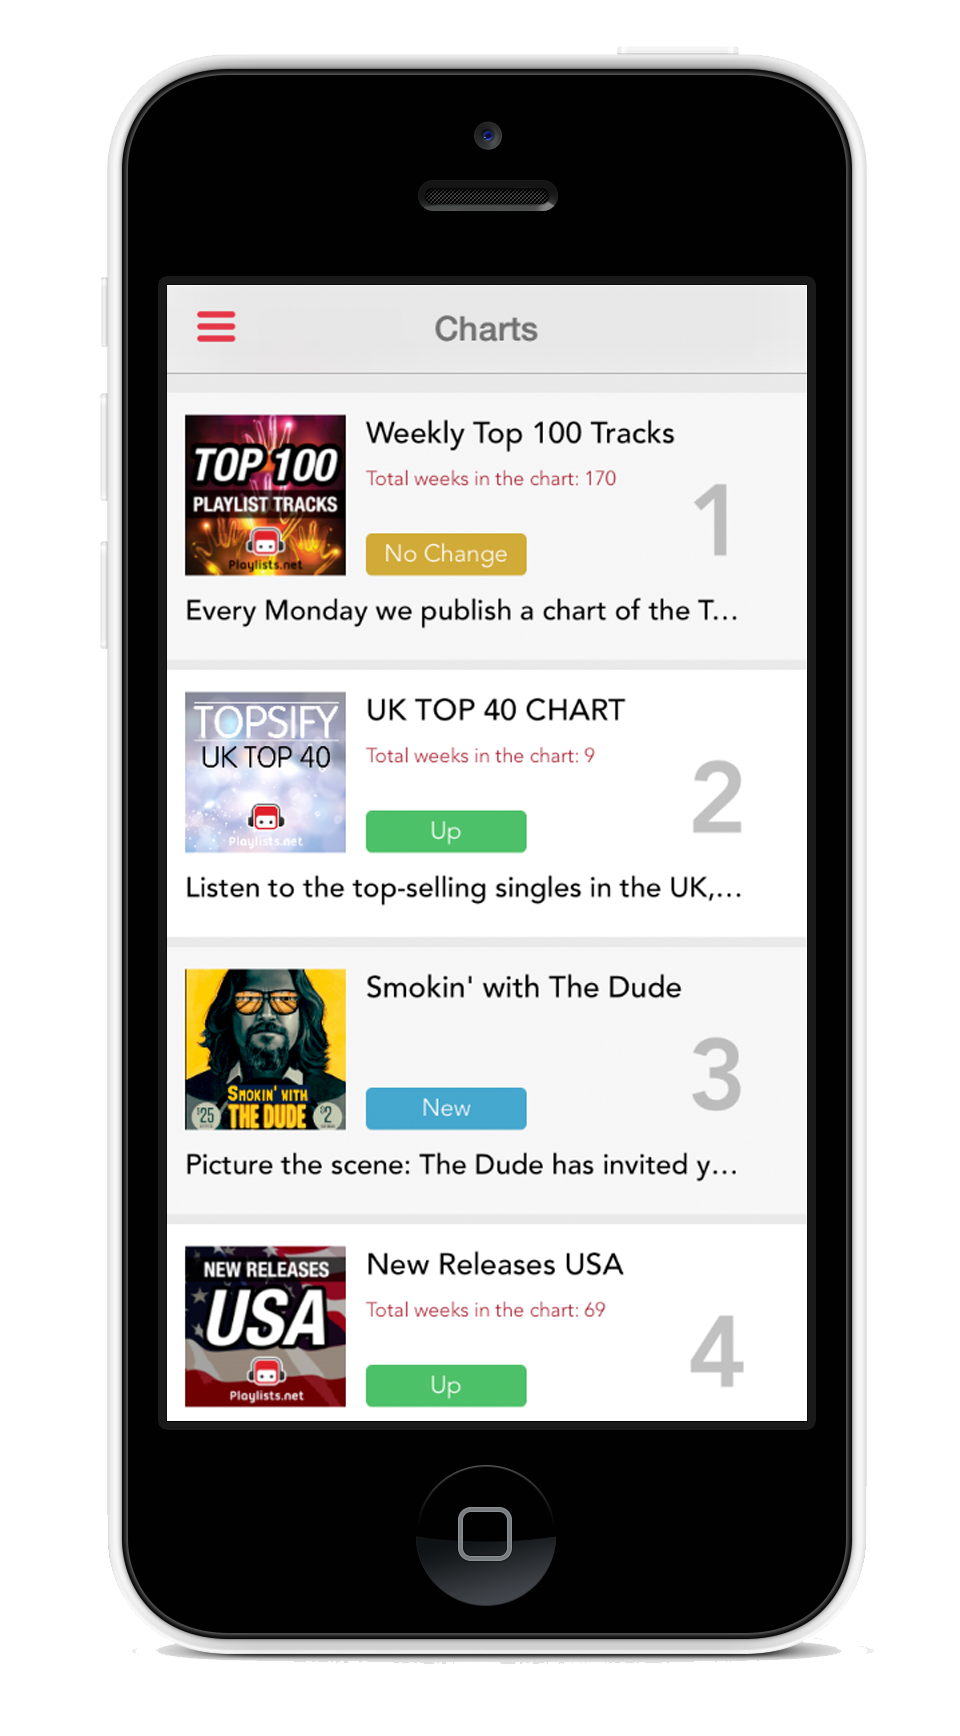 Charts
TOP 100
PLAYLIST TRACKS
Playlists.net
Weekly Top 100 Tracks
Total weeks in the chart: 170
No Change
1
Every Monday we publish a chart of the T...
TOPSIFY
UK TOP 40
Playlists.net
UK TOP 40 CHART
Total weeks in the chart: 9
Up
2
Listen to the top-selling singles in the UK,...
SMOKIN' WITH
THE DUDE
25
2
Smokin' with The Dude
New
3
Picture the scene: The Dude has invited y...
NEW RELEASES
USA
Playlists.net
New Releases USA
Total weeks in the chart: 69
Up
4